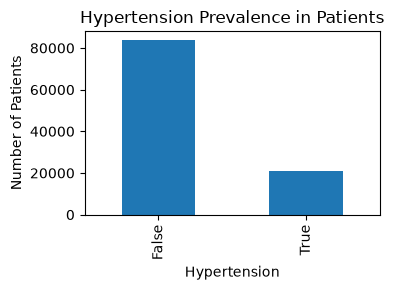 Hypertension Prevalence in Patients
Number of Patients
80000
60000
40000
20000
0
False
True
Hypertension